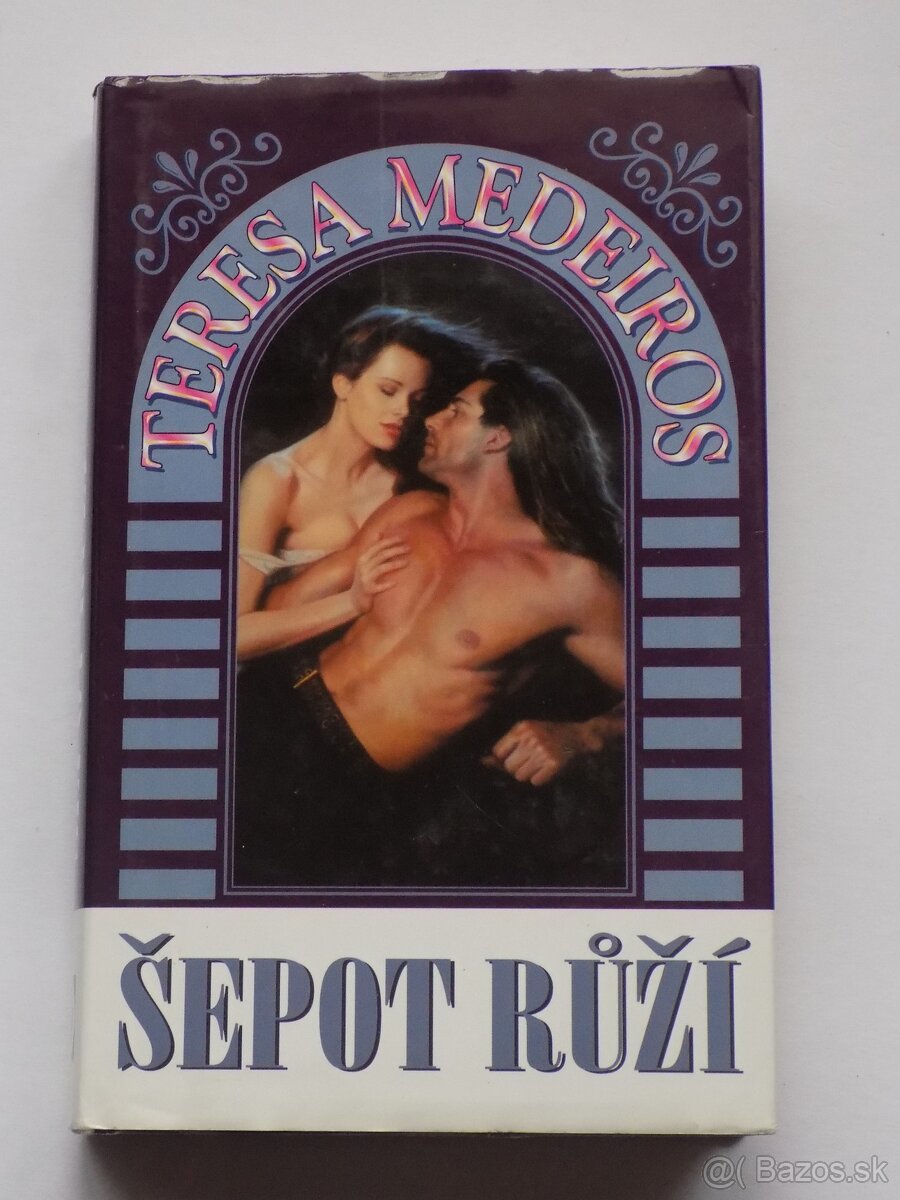 TERESA MEDEIROS
ŠEPOT RŮŽÍ
@( Bazos.sk